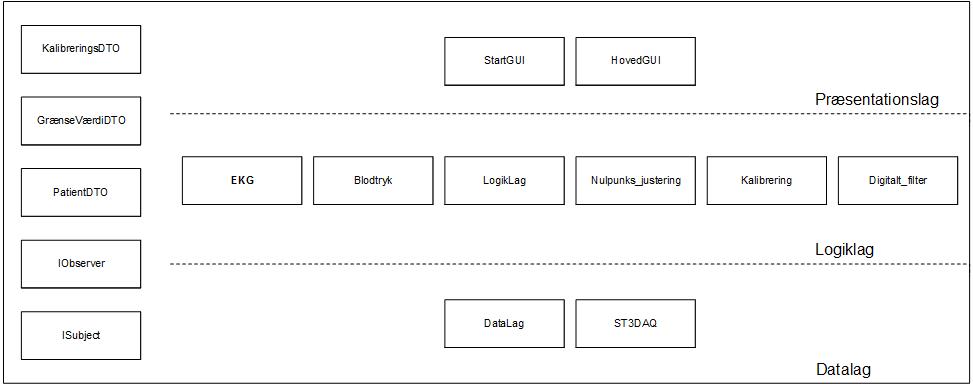 KalibreringsDTO
GrænseVærdiDTO
PatientDTO
IObserver
ISubject
StartGUI
HovedGUI
Præsentationslag
EKG
Blodtryk
LogikLag
Nulpunks_justering
Kalibrering
Digitalt_filter
Logiklag
DataLag
ST3DAQ
Datalag